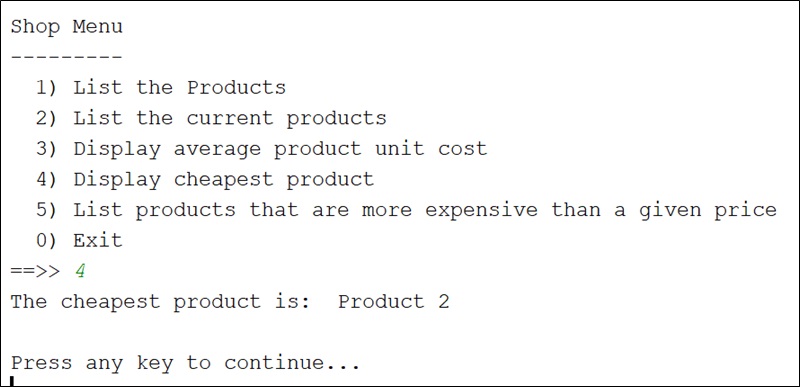 Shop Menu
---------
1) List the Products
2) List the current products
3) Display average product unit cost
4) Display cheapest product
5) List products that are more expensive than a given price
0) Exit
==>> 4
The cheapest product is:  Product 2
Press any key to continue...